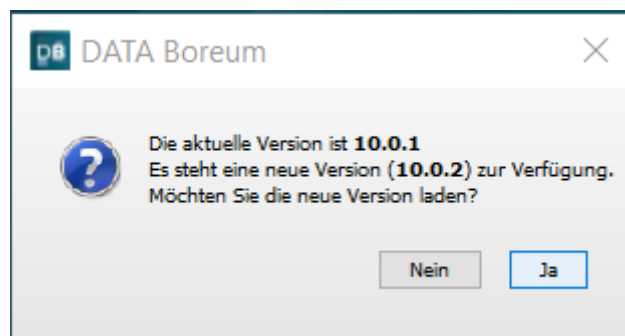 DB DATA Boreum
Die aktuelle Version ist 10.0.1
Es steht eine neue Version (10.0.2) zur Verfügung.
Möchten Sie die neue Version laden?
Nein Ja